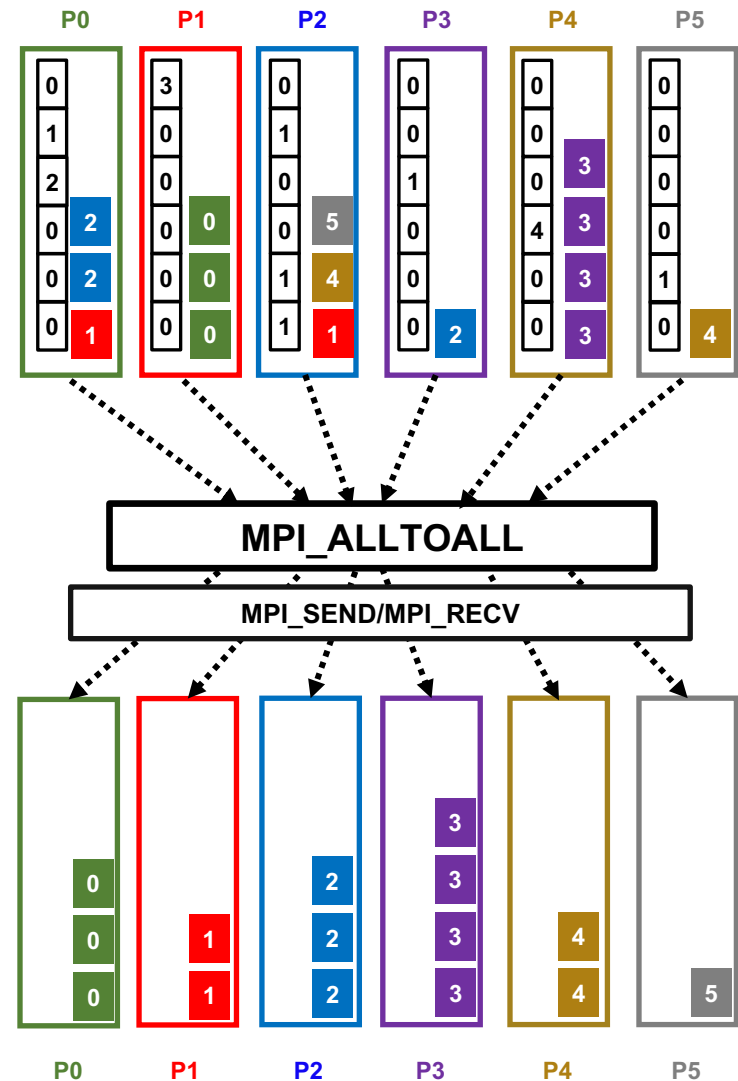 P0 P1 P2 P3 P4 P5
0 3 0 0 0 0
1 0 1 0 0 0
3
2 0 0 1 0 0
2 0 5 3
0 0 0 0 4 0
2 0 4 3
0 0 1 0 0 1
1 0 1 2 3 4
0 0 1 0 0 0
MPI_ALLTOALL
MPI_SEND/MPI_RECV
3
0 2 3
0 1 2 3 4
0 1 2 3 4 5
P0 P1 P2 P3 P4 P5